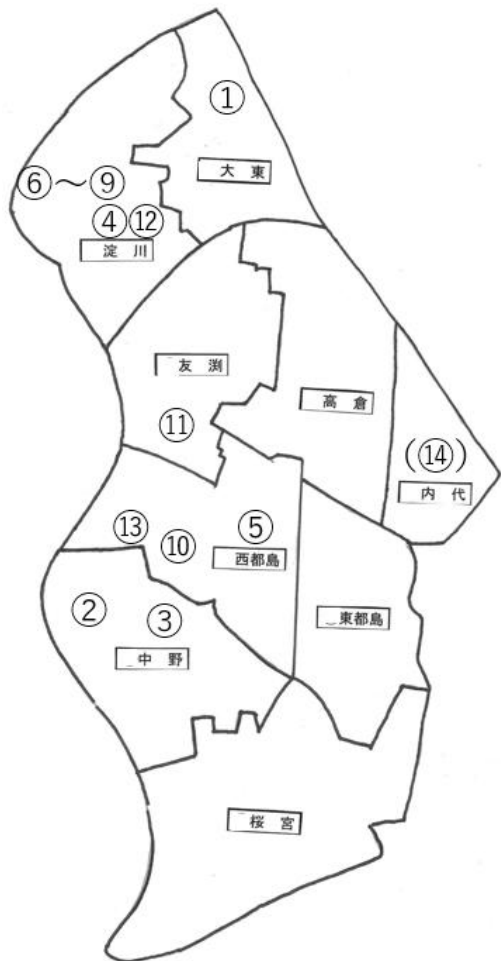 ①
大東
⑥～⑨
④⑫
淀川
友渕
高倉
⑪
(⑭)
内代
⑬
⑩
⑤
西都島
②
③
東都島
中野
桜宮